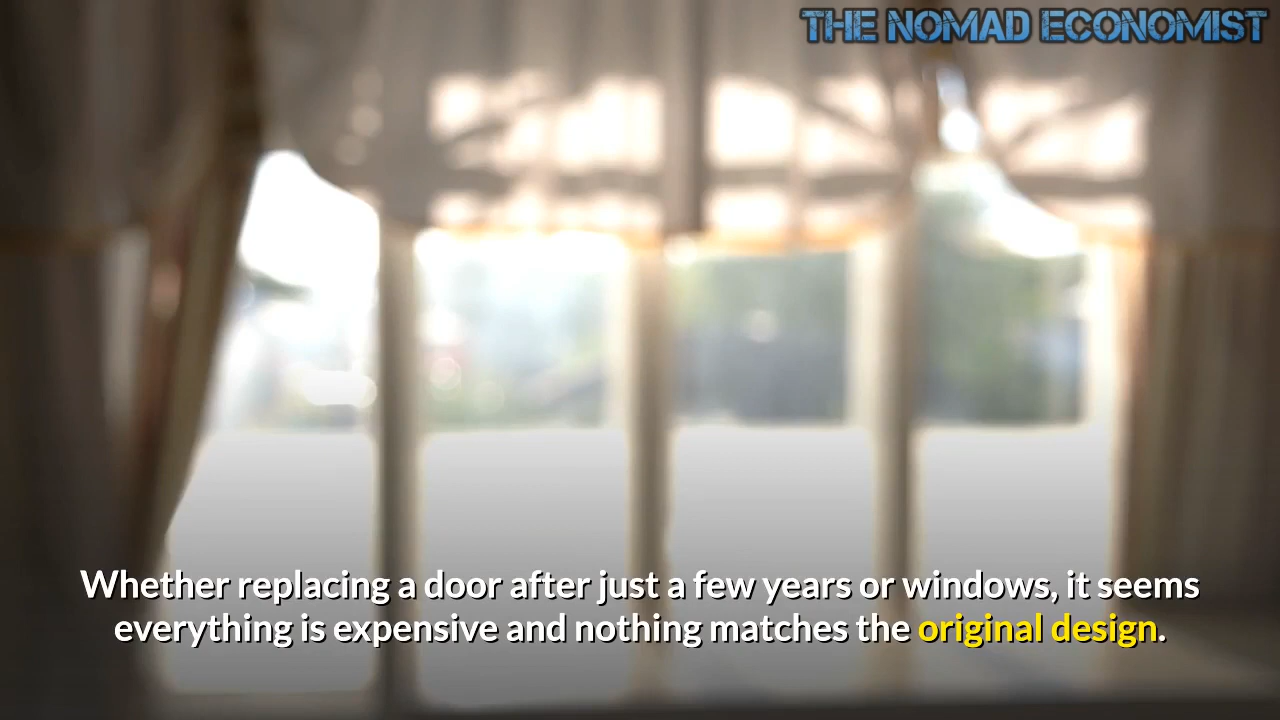 THE NOMAD ECONOMIST
Whether replacing a door after just a few years or windows, it seems
everything is expensive and nothing matches the original design.